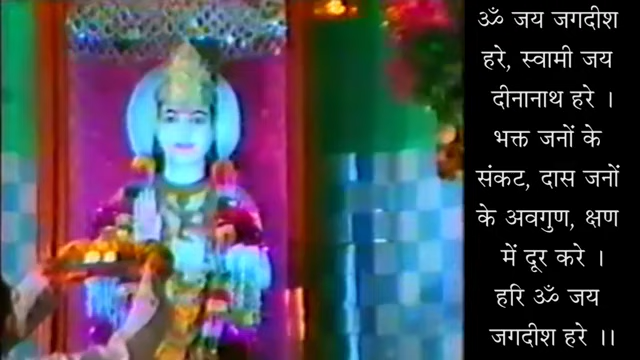 ॐ जय जगदीश
हरे, स्वामी जय
दीनानाथ हरे ।
भक्त जनों के
संकट, दास जनों
के अवगुण, क्षण
में दूर करे ।
हरि ॐ जय
जगदीश हरे ।।